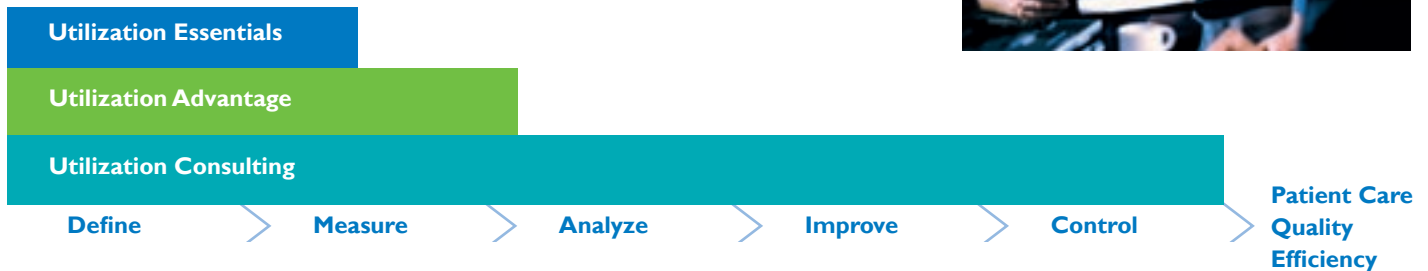 Utilization Essentials
Utilization Advantage
Utilization Consulting
Define
Measure
Analyze
Improve
Control
Patient Care
Quality
Efficiency